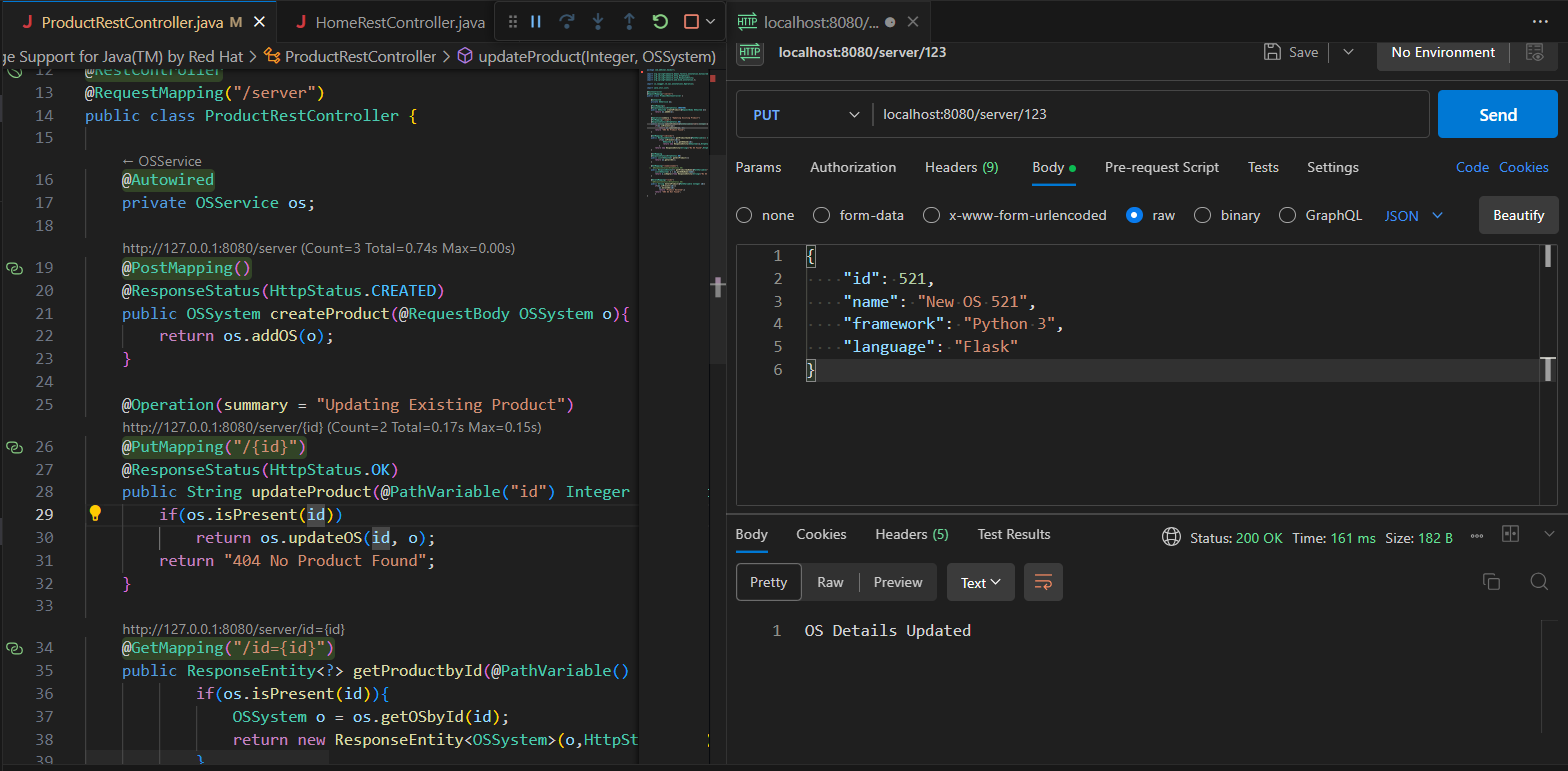 ProductRestController.java M
HomeRestController.java
ge Support for Java(TM) by Red Hat > ProductRestController > updateProduct(Integer, OSSystem)
12 @RestController
13 @RequestMapping("/server")
14 public class ProductRestController {
15
← OSService
16 @Autowired
17 private OSService os;
18
http://127.0.0.1:8080/server (Count=3 Total=0.74s Max=0.00s)
19 @PostMapping()
20 @ResponseStatus(HttpStatus.CREATED)
21 public OSSystem createProduct(@RequestBody OSSystem o){
22 return os.addOS(o);
23 }
24
25 @Operation(summary = "Updating Existing Product")
http://127.0.0.1:8080/server/{id} (Count=2 Total=0.17s Max=0.15s)
26 @PutMapping("/{id}")
27 @ResponseStatus(HttpStatus.OK)
28 public String updateProduct(@PathVariable("id") Integer
29 if(os.isPresent(id))
30 return os.updateOS(id, o);
31 return "404 No Product Found";
32 }
33
http://127.0.0.1:8080/server/id={id}
34 @GetMapping("/id={id}")
35 public ResponseEntity<?> getProductbyId(@PathVariable()
36 if(os.isPresent(id)){
37 OSSystem o = os.getOSbyId(id);
38 return new ResponseEntity<OSSystem>(o,HttpSt
39 }
HTTP localhost:8080/...
HTTP localhost:8080/server/123
Save
No Environment
PUT localhost:8080/server/123
Send
Params Authorization Headers (9) Body Pre-request Script Tests Settings Code Cookies
none form-data x-www-form-urlencoded raw binary GraphQL JSON Beautify
1 {
2 "id": 521,
3 "name": "New OS 521",
4 "framework": "Python 3",
5 "language": "Flask"
6 }
Body Cookies Headers (5) Test Results Status: 200 OK Time: 161 ms Size: 182 B
Pretty Raw Preview Text
1 OS Details Updated